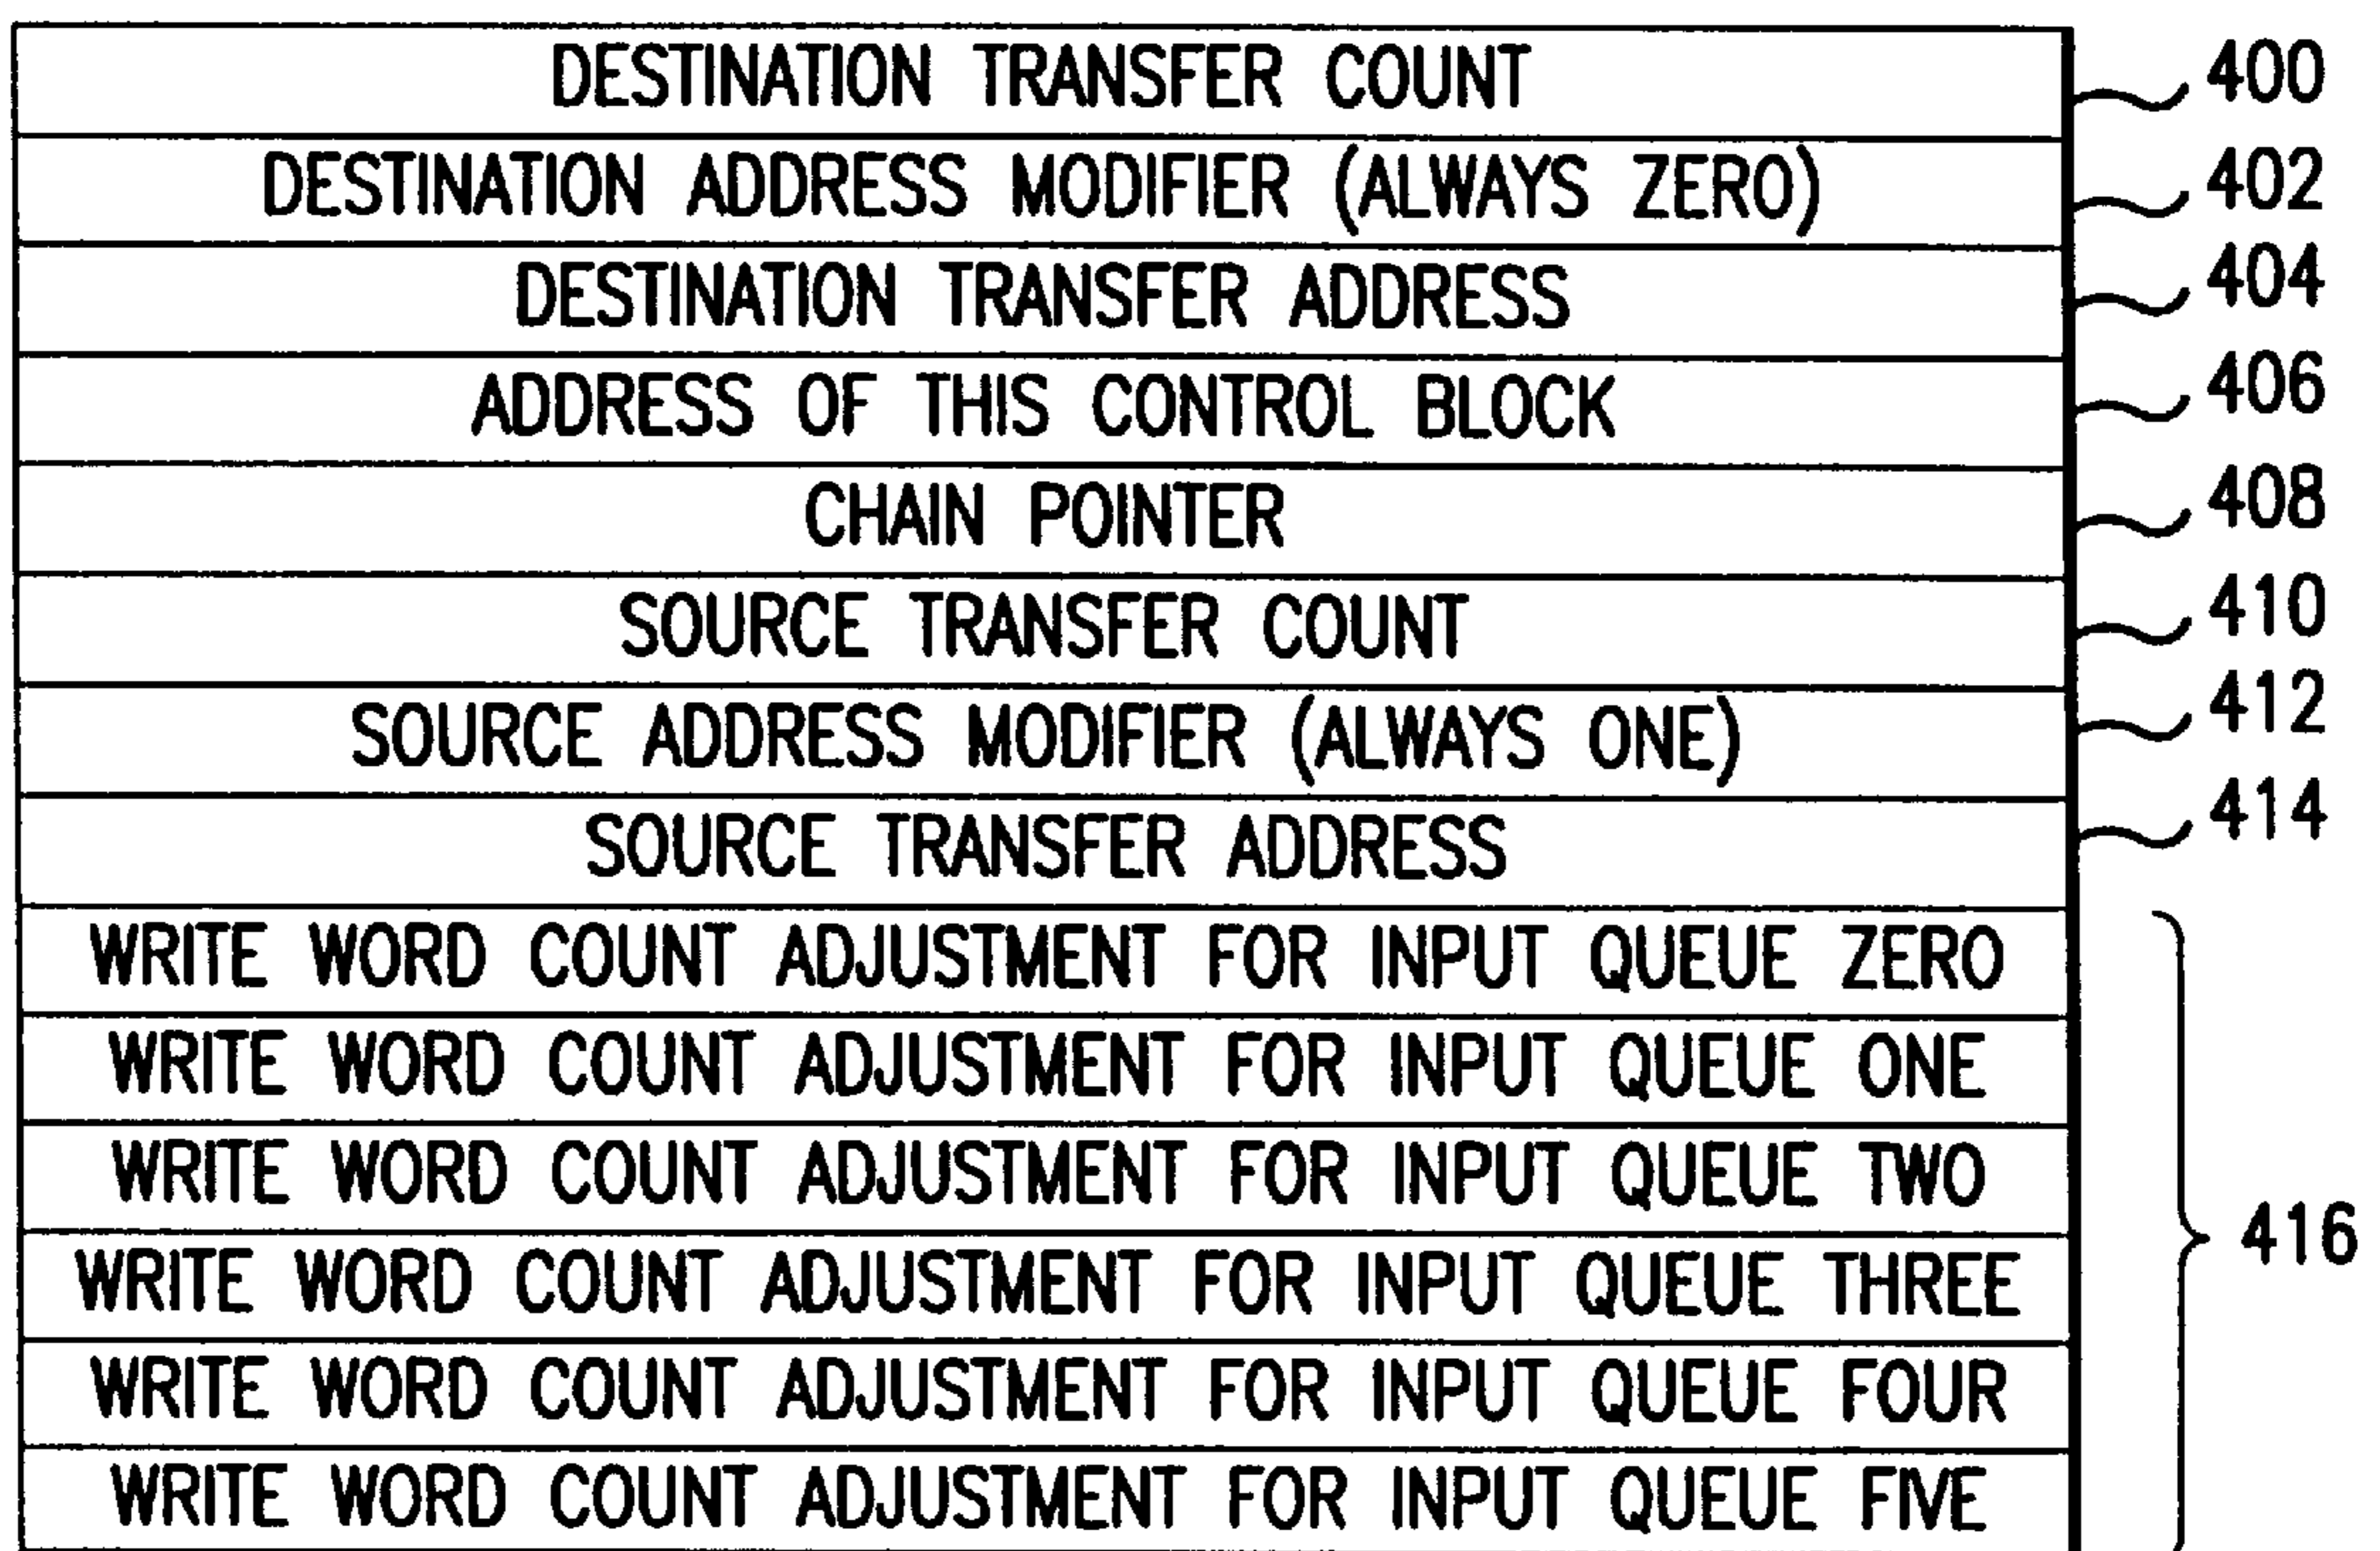 DESTINATION TRANSFER COUNT 400
DESTINATION ADDRESS MODIFIER (ALWAYS ZERO) 402
DESTINATION TRANSFER ADDRESS 404
ADDRESS OF THIS CONTROL BLOCK 406
CHAIN POINTER 408
SOURCE TRANSFER COUNT 410
SOURCE ADDRESS MODIFIER (ALWAYS ONE) 412
SOURCE TRANSFER ADDRESS 414
WRITE WORD COUNT ADJUSTMENT FOR INPUT QUEUE ZERO
WRITE WORD COUNT ADJUSTMENT FOR INPUT QUEUE ONE
WRITE WORD COUNT ADJUSTMENT FOR INPUT QUEUE TWO
WRITE WORD COUNT ADJUSTMENT FOR INPUT QUEUE THREE 416
WRITE WORD COUNT ADJUSTMENT FOR INPUT QUEUE FOUR
WRITE WORD COUNT ADJUSTMENT FOR INPUT QUEUE FIVE